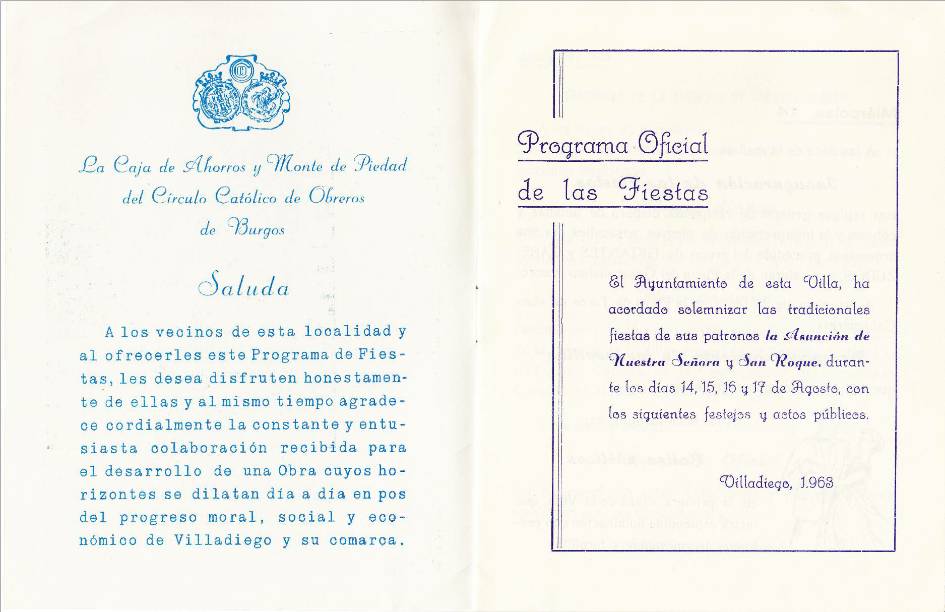 La Caja de Ahorros y Monte de Piedad
del Círculo Católico de Obreros
de Burgos
Saluda
A los vecinos de esta localidad y
al ofrecerles este Programa de Fies-
tas, les desea disfruten honestamen-
te de ellas y al mismo tiempo agrade-
ce cordialmente la constante y entu-
siasta colaboración recibida para
el desarrollo de una Obra cuyos ho-
rizontes se dilatan día a día en pos
del progreso moral, social y eco-
nómico de Villadiego y su comarca.
Programa Oficial
de las Fiestas
El Ayuntamiento de esta Villa, ha
acordado solemnizar las tradicionales
fiestas de sus patronos la Asunción de
Nuestra Señora y San Roque, duran-
te los días 14, 15, 16 y 17 de Agosto, con
los siguientes festejos y actos públicos.
Villadiego, 1.963